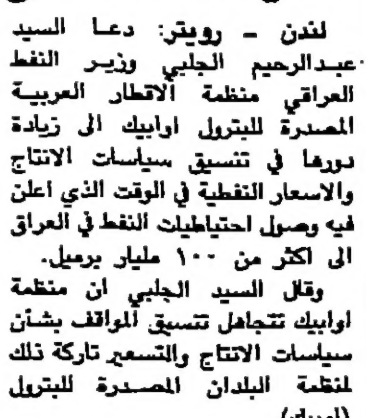 لندن - رويتر: دعا السيد
عبدالرحيم الجلبي وزير النفط
العراقي منظمة الاقطار العربية
المصدرة للبترول اوابيك الى زيادة
دورها في تنسيق سياسات الانتاج
والاسعار النفطية في الوقت الذي اعلن
فيه وصول احتياطيات النفط في العراق
الى اكثر من ١٠٠ مليار برميل.
وقال السيد الجلبي ان منظمة
اوابيك تتجاهل تنسيق المواقف بشأن
سياسات الانتاج والتسعير تاركة ذلك
لمنظمة البلدان المصدرة للبترول
(اوبيك)